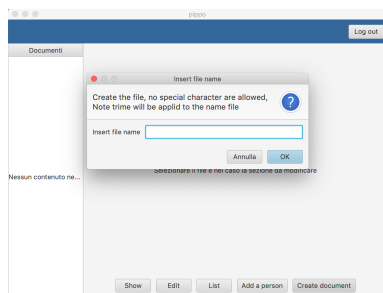 pippo
Log out
Documenti
Insert file name
Create the file, no special character are allowed,
Note trime will be applid to the name file
Insert file name
Annulla OK
Selezionare il file e nel caso la sezione da modificare
Nessun contenuto ne...
Show Edit List Add a person Create document